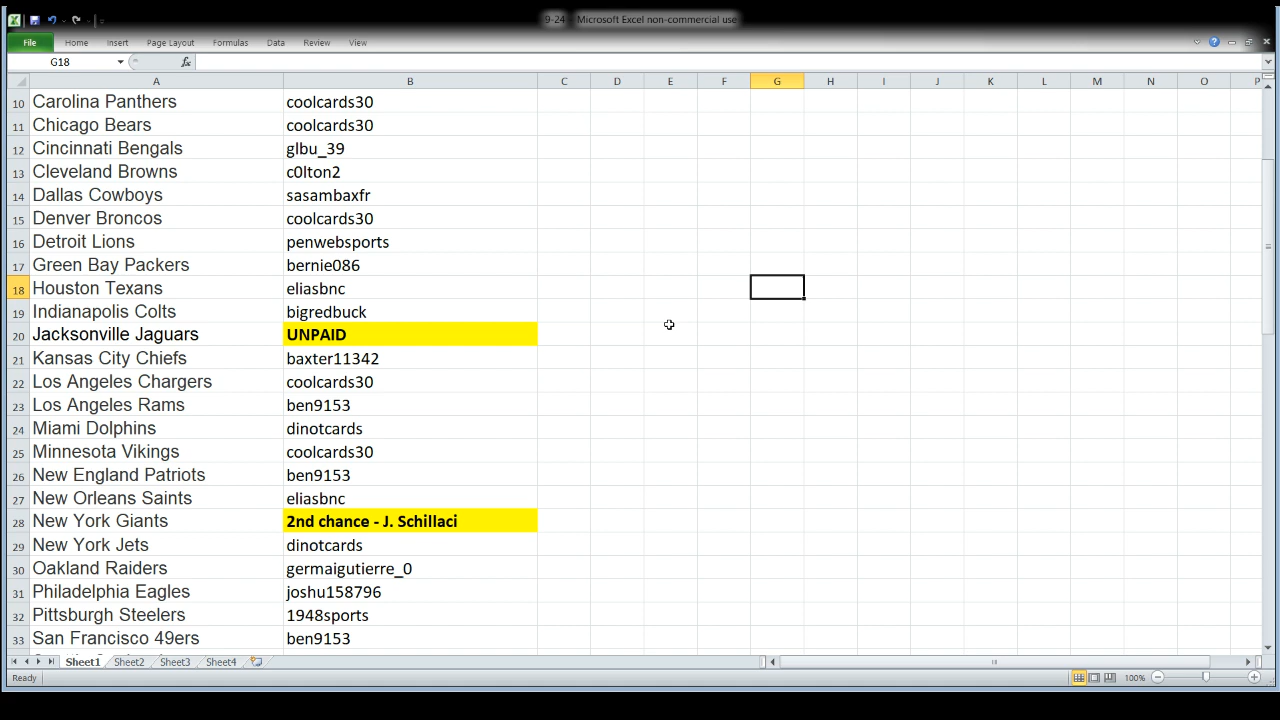 9-24 - Microsoft Excel non-commercial use
File Home Insert Page Layout Formulas Data Review View
G18 fx
A B C D E F G H I J K L M N O P
10 Carolina Panthers coolcards30
11 Chicago Bears coolcards30
12 Cincinnati Bengals glbu_39
13 Cleveland Browns c0lton2
14 Dallas Cowboys sasambaxfr
15 Denver Broncos coolcards30
16 Detroit Lions penwebsports
17 Green Bay Packers bernie086
18 Houston Texans eliasbnc
19 Indianapolis Colts bigredbuck
20 Jacksonville Jaguars UNPAID
21 Kansas City Chiefs baxter11342
22 Los Angeles Chargers coolcards30
23 Los Angeles Rams ben9153
24 Miami Dolphins dinotcards
25 Minnesota Vikings coolcards30
26 New England Patriots ben9153
27 New Orleans Saints eliasbnc
28 New York Giants 2nd chance - J. Schillaci
29 New York Jets dinotcards
30 Oakland Raiders germaigutierre_0
31 Philadelphia Eagles joshu158796
32 Pittsburgh Steelers 1948sports
33 San Francisco 49ers ben9153
Sheet1 Sheet2 Sheet3 Sheet4
Ready 100%